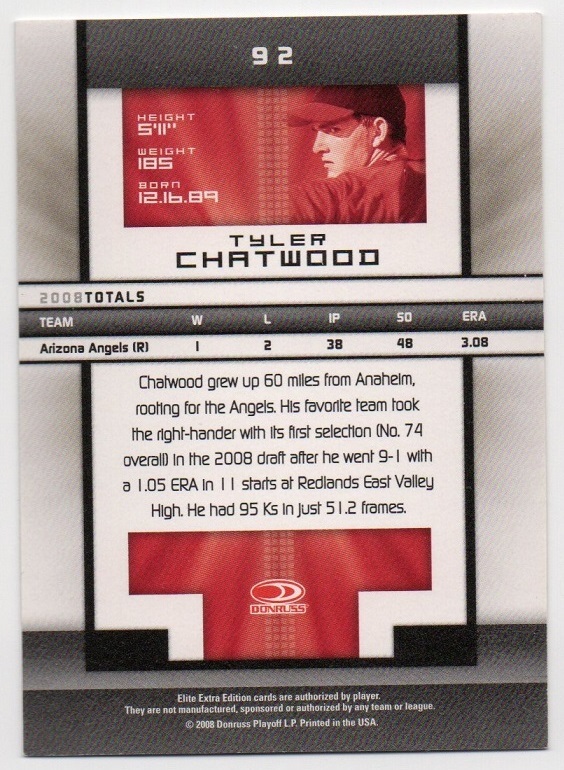 92
HEIGHT
5'11"
WEIGHT
185
BORN
12.16.89
TYLER
CHATWOOD
2008TOTALS
TEAM W L IP SO ERA
Arizona Angels (R) 1 2 38 48 3.08
Chatwood grew up 60 miles from Anaheim,
rooting for the Angels. His favorite team took
the right-hander with its first selection (No. 74
overall) in the 2008 draft after he went 9-1 with
a 1.05 ERA in 11 starts at Redlands East Valley
High. He had 95 Ks in just 51.2 frames.
DONRUSS
Elite Extra Edition cards are authorized by player.
They are not manufactured, sponsored or authorized by any team or league.
© 2008 Donruss Playoff L.P. Printed in the USA.